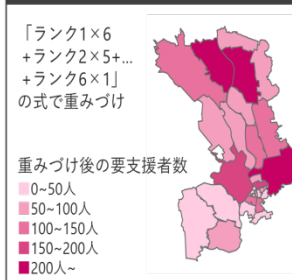 「ランク1×6
+ランク2×5+...
+ランク6×1」
の式で重みづけ
重みづけ後の要支援者数
0~50人
50~100人
100~150人
150~200人
200人~